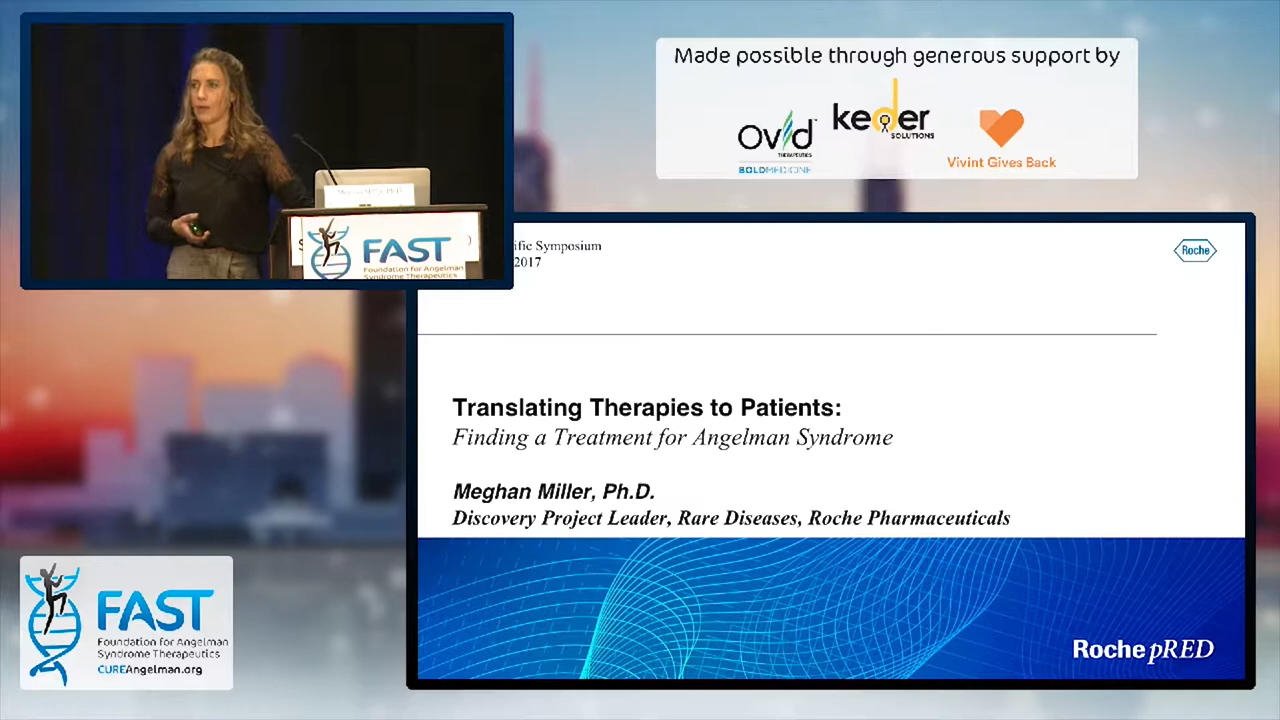 Made possible through generous support by
Ovid
THERAPEUTICS
BOLDMEDICINE
keder
SOLUTIONS
Vivint Gives Back
FAST
Foundation for Angelman
Syndrome Therapeutics
ific Symposium
2017
Roche
Translating Therapies to Patients:
Finding a Treatment for Angelman Syndrome
Meghan Miller, Ph.D.
Discovery Project Leader, Rare Diseases, Roche Pharmaceuticals
Roche pRED
FAST
Foundation for Angelman
Syndrome Therapeutics
CUREAngelman.org